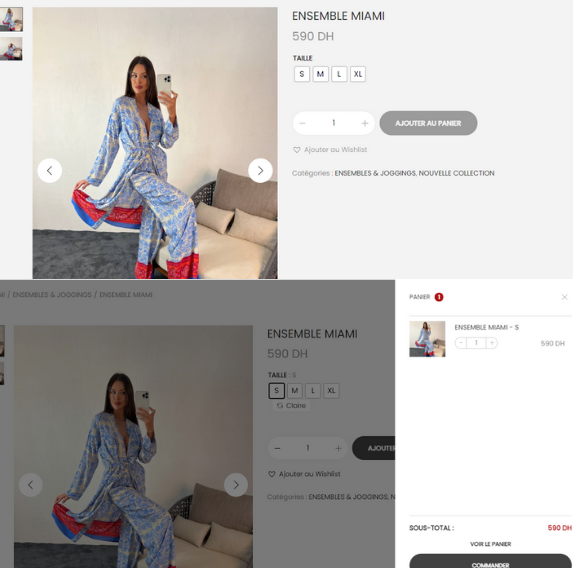 ENSEMBLE MIAMI
590 DH
TAILLE
S M L XL
− 1 +
AJOUTER AU PANIER
Ajouter au Wishlist
Catégories : ENSEMBLES & JOGGINGS, NOUVELLE COLLECTION
/ ENSEMBLES & JOGGINGS / ENSEMBLE MIAMI
ENSEMBLE MIAMI
590 DH
TAILLE : S
S M L XL
Claire
− 1 +
AJOUTER
Ajouter au Wishlist
Catégories : ENSEMBLES & JOGGINGS, N
PANIER 1
ENSEMBLE MIAMI - S
− 1 +
590 DH
SOUS-TOTAL :
590 DH
VOIR LE PANIER
COMMANDER